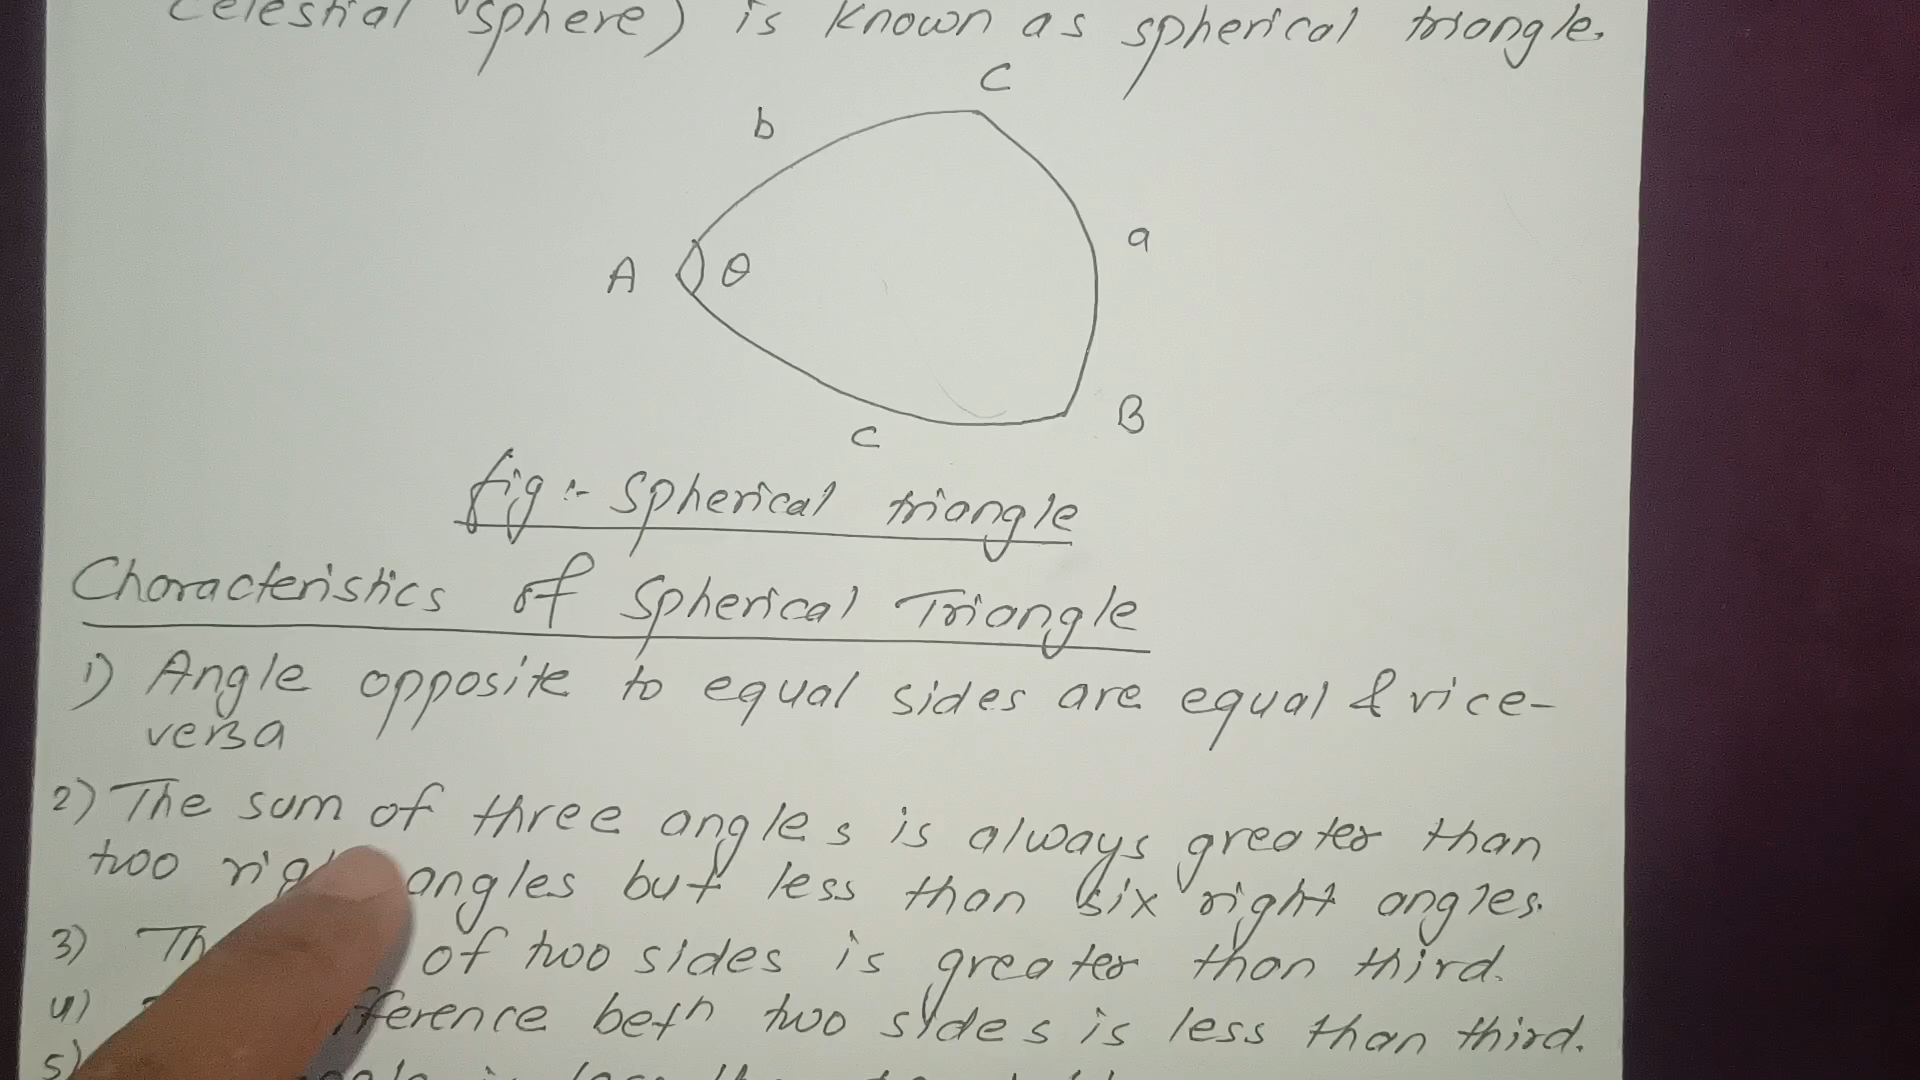 Celestial sphere) is known as spherical triangle.
C
b
a
A θ
B
c
fig :- Spherical triangle
Characteristics of Spherical Triangle
1) Angle opposite to equal sides are equal & vice-
versa
2) The sum of three angles is always greater than
two angles but less than six right angles.
3) of two sides is greater than third.
4) betn two sides is less than third.
5)